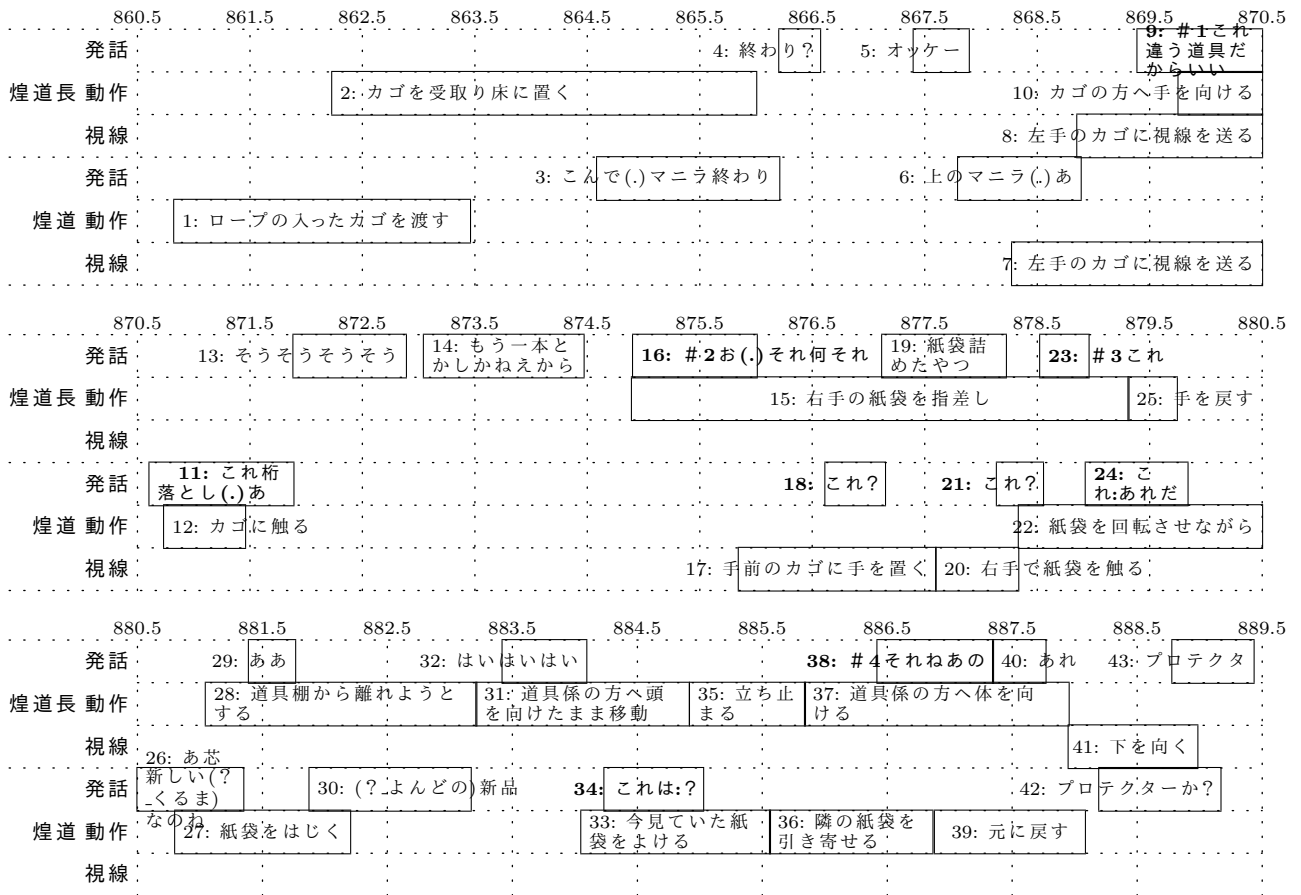 860.5 861.5 862.5 863.5 864.5 865.5 866.5 867.5 868.5 869.5 870.5
発話 4: 終わり? 5: オッケー 9: #1これ
違う道具だ
からいい
煌道長 動作 2: カゴを受取り床に置く 10: カゴの方へ手を向ける
視線 8: 左手のカゴに視線を送る
発話 3: こんで(.)マニラ終わり 6: 上のマニラ(.)あ
煌道 動作 1: ロープの入ったカゴを渡す
視線 7: 左手のカゴに視線を送る
870.5 871.5 872.5 873.5 874.5 875.5 876.5 877.5 878.5 879.5 880.5
発話 13: そうそうそうそう 14: もう一本と
かしかねえから 16: #2お(.)それ何それ 19: 紙袋詰
めたやつ 23: #3これ
煌道長 動作 15: 右手の紙袋を指差し 25: 手を戻す
視線
発話 11: これ桁
落とし(.)あ 18: これ? 21: これ? 24: こ
れ:あれだ
煌道 動作 12: カゴに触る 22: 紙袋を回転させながら
視線 17: 手前のカゴに手を置く 20: 右手で紙袋を触る
880.5 881.5 882.5 883.5 884.5 885.5 886.5 887.5 888.5 889.5
発話 29: ああ 32: はいはいはい 38: #4それねあの 40: あれ 43: プロテクタ
煌道長 動作 28: 道具棚から離れようと
する 31: 道具係の方へ頭
を向けたまま移動 35: 立ち止
まる 37: 道具係の方へ体を向
ける
視線 41: 下を向く
発話 26: あ芯
新しい(?
_くるま)
なのね 30: (?_よんどの)新品 34: これは:? 42: プロテクターか?
煌道 動作 27: 紙袋をはじく 33: 今見ていた紙
袋をよける 36: 隣の紙袋を
引き寄せる 39: 元に戻す
視線